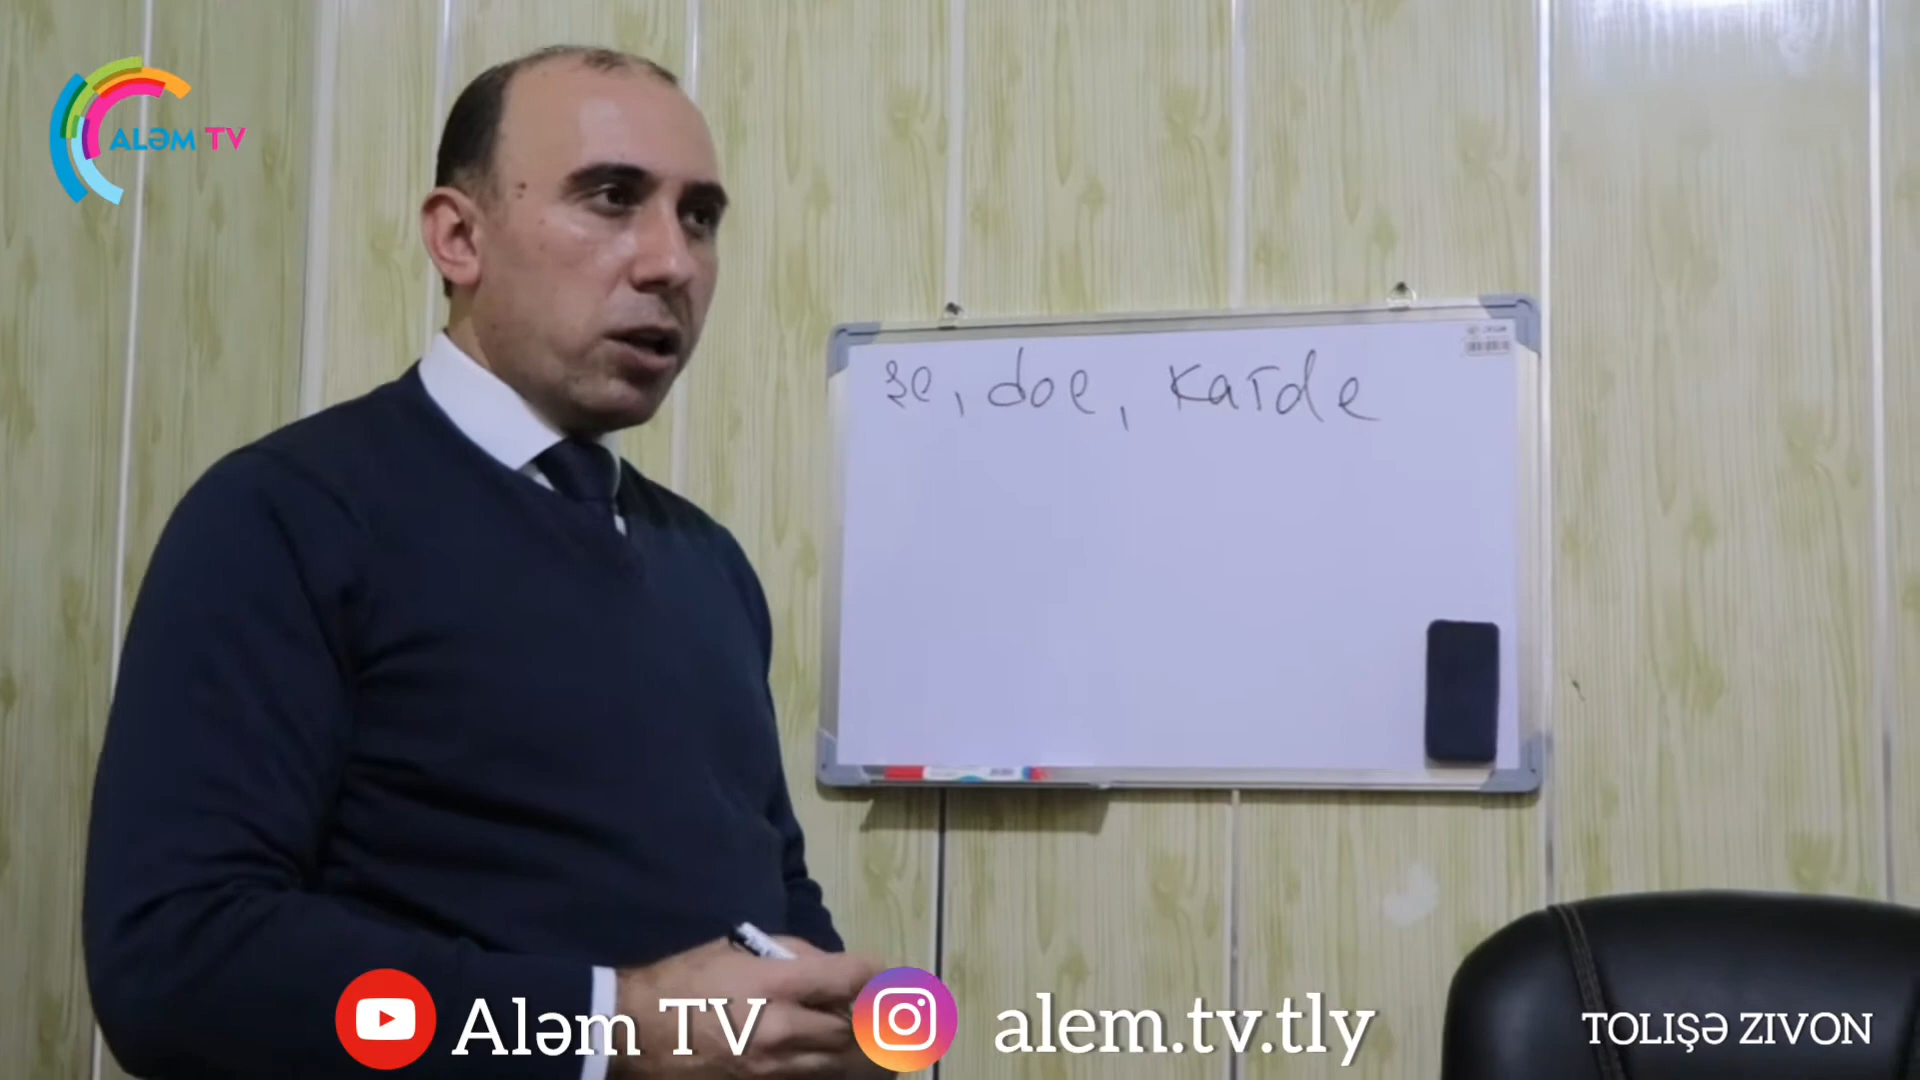 ALƏM TV
şe, doe, karde
Aləm TV
alem.tv.tly
TOLIŞƏ ZIVON